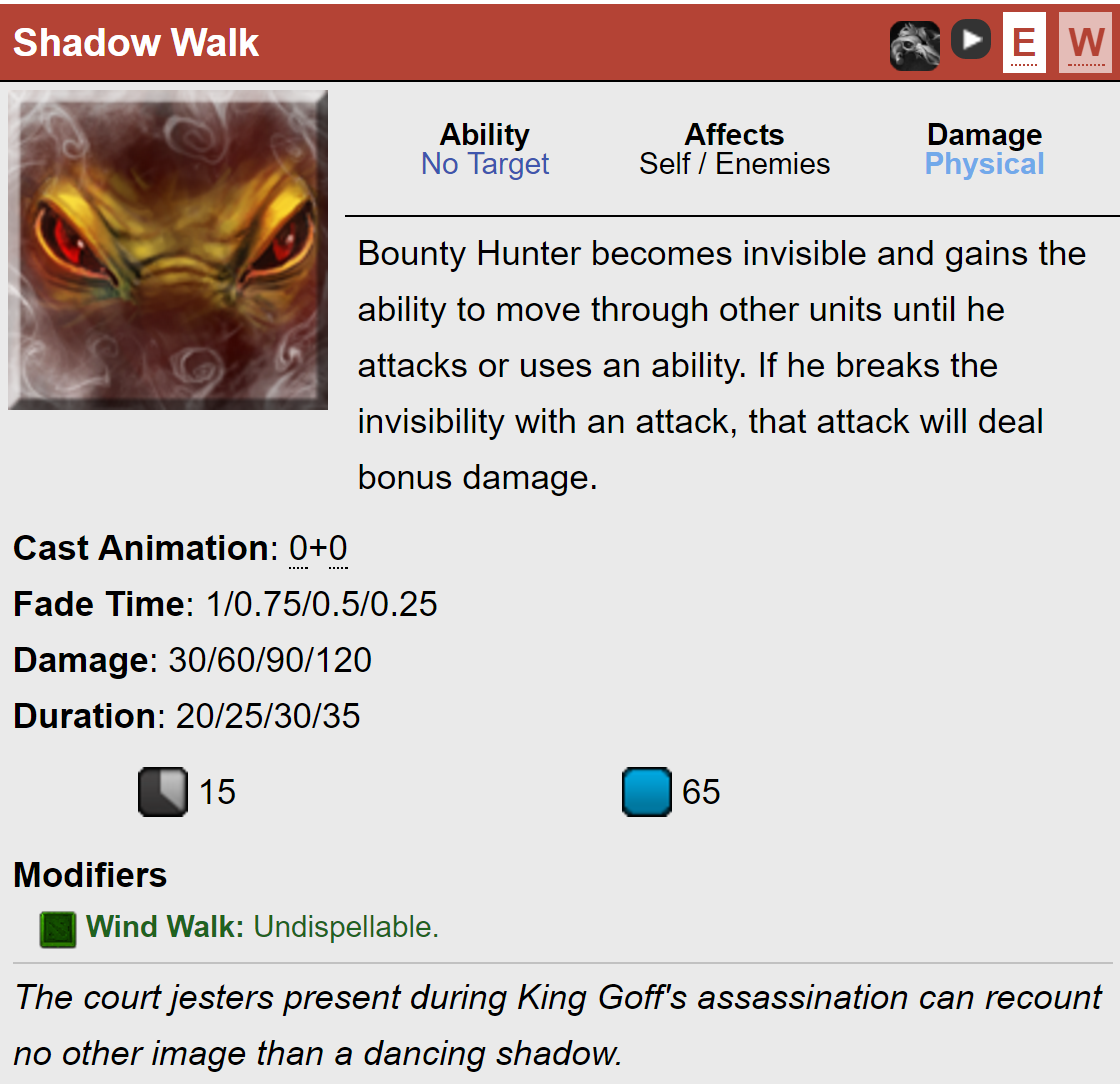 Shadow Walk
E W
Ability Affects Damage
No Target Self / Enemies Physical
Bounty Hunter becomes invisible and gains the
ability to move through other units until he
attacks or uses an ability. If he breaks the
invisibility with an attack, that attack will deal
bonus damage.
Cast Animation: 0+0
Fade Time: 1/0.75/0.5/0.25
Damage: 30/60/90/120
Duration: 20/25/30/35
15 65
Modifiers
Wind Walk: Undispellable.
The court jesters present during King Goff's assassination can recount
no other image than a dancing shadow.